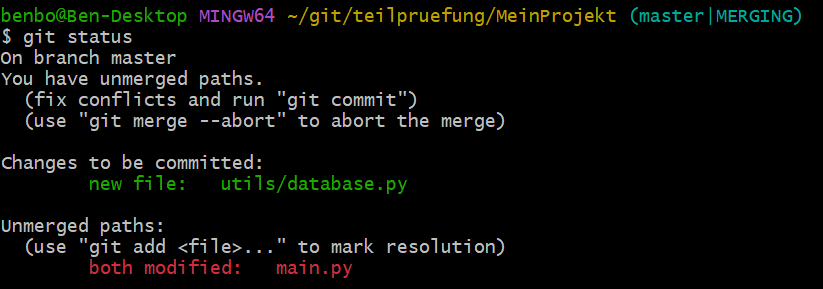 benbo@Ben-Desktop MINGW64 ~/git/teilpruefung/MeinProjekt (master|MERGING)
$ git status
On branch master
You have unmerged paths.
  (fix conflicts and run "git commit")
  (use "git merge --abort" to abort the merge)

Changes to be committed:
        new file:   utils/database.py

Unmerged paths:
  (use "git add <file>..." to mark resolution)
        both modified:   main.py